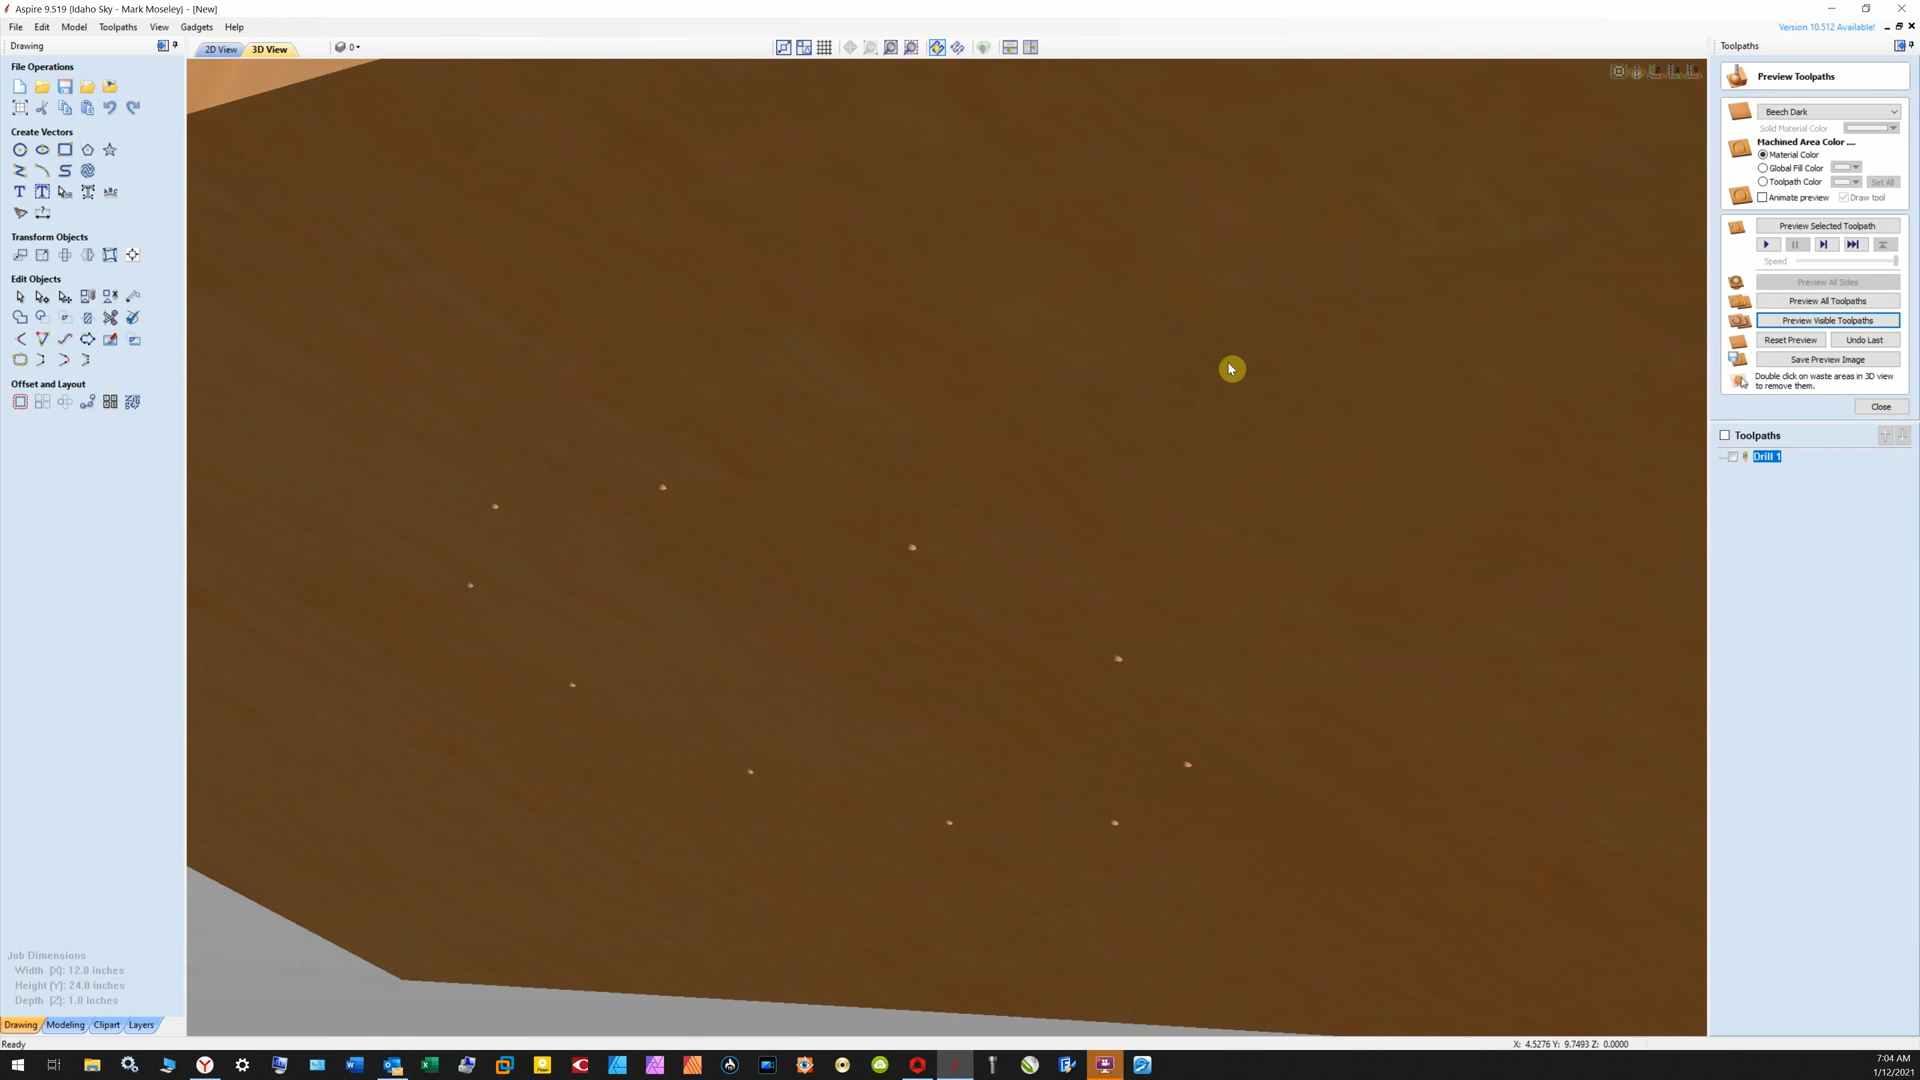 Aspire 9.519 {Idaho Sky - Mark Moseley} - [New]
File Edit Model Toolpaths View Gadgets Help
Version 10.512 Available!
Drawing
2D View 3D View
0
Toolpaths
File Operations
Create Vectors
Transform Objects
Edit Objects
Offset and Layout
Job Dimensions
Width (X): 12.0 inches
Height (Y): 24.0 inches
Depth (Z): 1.0 inches
Drawing Modeling Clipart Layers
Ready
Preview Toolpaths
Beech Dark
Solid Material Color
Machined Area Color ....
Material Color
Global Fill Color
Toolpath Color Set All
Animate preview Draw tool
Preview Selected Toolpath
Speed
Preview All Sides
Preview All Toolpaths
Preview Visible Toolpaths
Reset Preview Undo Last
Save Preview Image
Double click on waste areas in 3D view
to remove them.
Close
Toolpaths
Drill 1
X: 4.5276 Y: 9.7493 Z: 0.0000
7:04 AM
1/12/2021